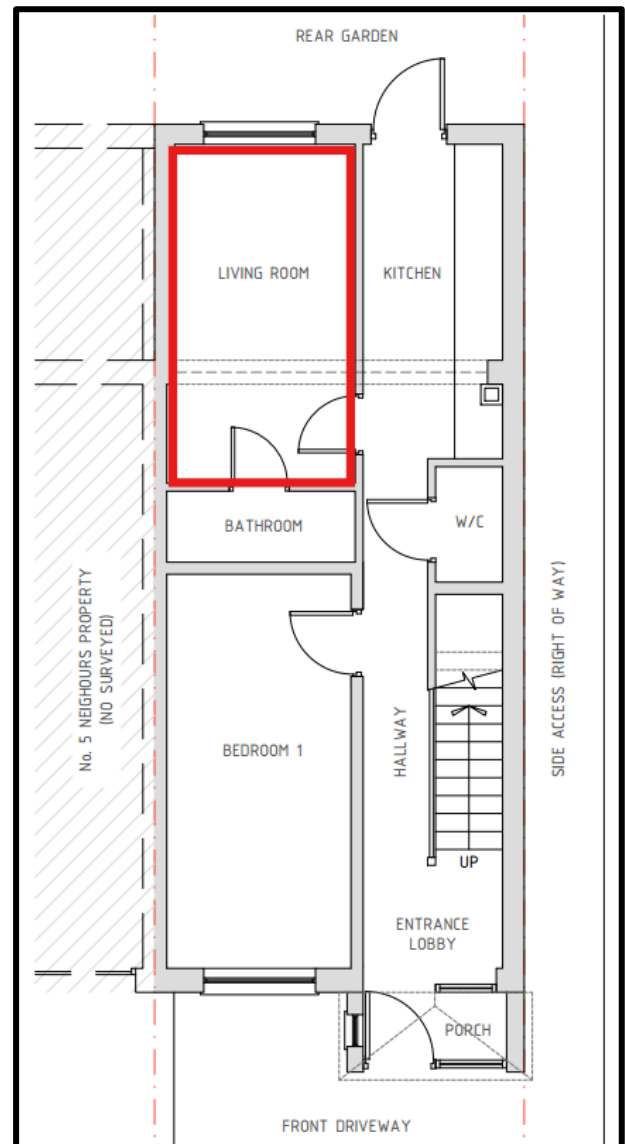 REAR GARDEN
LIVING ROOM
KITCHEN
BATHROOM
W/C
No. 5 NEIGHOURS PROPERTY
(NO SURVEYED)
SIDE ACCESS (RIGHT OF WAY)
BEDROOM 1
HALLWAY
UP
ENTRANCE
LOBBY
PORCH
FRONT DRIVEWAY